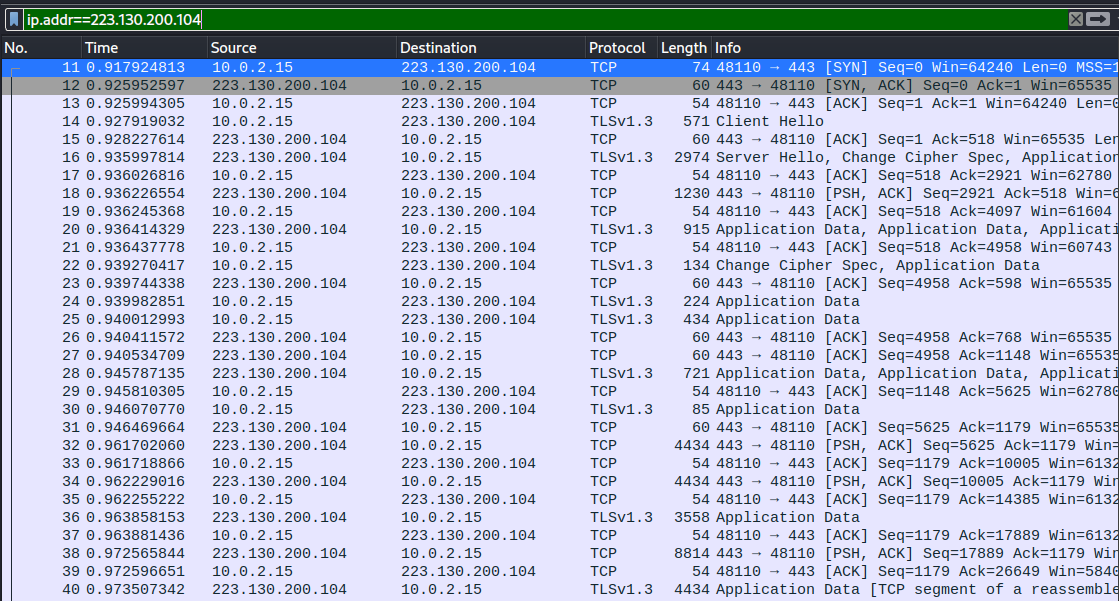 ip.addr==223.130.200.104
No. Time Source Destination Protocol Length Info
11 0.917924813 10.0.2.15 223.130.200.104 TCP 74 48110 → 443 [SYN] Seq=0 Win=64240 Len=0 MSS=1
12 0.925952597 223.130.200.104 10.0.2.15 TCP 60 443 → 48110 [SYN, ACK] Seq=0 Ack=1 Win=65535
13 0.925994305 10.0.2.15 223.130.200.104 TCP 54 48110 → 443 [ACK] Seq=1 Ack=1 Win=64240 Len=0
14 0.927919032 10.0.2.15 223.130.200.104 TLSv1.3 571 Client Hello
15 0.928227614 223.130.200.104 10.0.2.15 TCP 60 443 → 48110 [ACK] Seq=1 Ack=518 Win=65535 Len
16 0.935997814 223.130.200.104 10.0.2.15 TLSv1.3 2974 Server Hello, Change Cipher Spec, Application
17 0.936026816 10.0.2.15 223.130.200.104 TCP 54 48110 → 443 [ACK] Seq=518 Ack=2921 Win=62780
18 0.936226554 223.130.200.104 10.0.2.15 TCP 1230 443 → 48110 [PSH, ACK] Seq=2921 Ack=518 Win=6
19 0.936245368 10.0.2.15 223.130.200.104 TCP 54 48110 → 443 [ACK] Seq=518 Ack=4097 Win=61604
20 0.936414329 223.130.200.104 10.0.2.15 TLSv1.3 915 Application Data, Application Data, Applicati
21 0.936437778 10.0.2.15 223.130.200.104 TCP 54 48110 → 443 [ACK] Seq=518 Ack=4958 Win=60743
22 0.939270417 10.0.2.15 223.130.200.104 TLSv1.3 134 Change Cipher Spec, Application Data
23 0.939744338 223.130.200.104 10.0.2.15 TCP 60 443 → 48110 [ACK] Seq=4958 Ack=598 Win=65535
24 0.939982851 10.0.2.15 223.130.200.104 TLSv1.3 224 Application Data
25 0.940012993 10.0.2.15 223.130.200.104 TLSv1.3 434 Application Data
26 0.940411572 223.130.200.104 10.0.2.15 TCP 60 443 → 48110 [ACK] Seq=4958 Ack=768 Win=65535
27 0.940534709 223.130.200.104 10.0.2.15 TCP 60 443 → 48110 [ACK] Seq=4958 Ack=1148 Win=65535
28 0.945787135 223.130.200.104 10.0.2.15 TLSv1.3 721 Application Data, Application Data, Applicati
29 0.945810305 10.0.2.15 223.130.200.104 TCP 54 48110 → 443 [ACK] Seq=1148 Ack=5625 Win=62780
30 0.946070770 10.0.2.15 223.130.200.104 TLSv1.3 85 Application Data
31 0.946469664 223.130.200.104 10.0.2.15 TCP 60 443 → 48110 [ACK] Seq=5625 Ack=1179 Win=65535
32 0.961702060 223.130.200.104 10.0.2.15 TCP 4434 443 → 48110 [PSH, ACK] Seq=5625 Ack=1179 Win=
33 0.961718866 10.0.2.15 223.130.200.104 TCP 54 48110 → 443 [ACK] Seq=1179 Ack=10005 Win=6132
34 0.962229016 223.130.200.104 10.0.2.15 TCP 4434 443 → 48110 [PSH, ACK] Seq=10005 Ack=1179 Win
35 0.962255222 10.0.2.15 223.130.200.104 TCP 54 48110 → 443 [ACK] Seq=1179 Ack=14385 Win=6132
36 0.963858153 223.130.200.104 10.0.2.15 TLSv1.3 3558 Application Data
37 0.963881436 10.0.2.15 223.130.200.104 TCP 54 48110 → 443 [ACK] Seq=1179 Ack=17889 Win=6132
38 0.972565844 223.130.200.104 10.0.2.15 TCP 8814 443 → 48110 [PSH, ACK] Seq=17889 Ack=1179 Win
39 0.972596651 10.0.2.15 223.130.200.104 TCP 54 48110 → 443 [ACK] Seq=1179 Ack=26649 Win=5840
40 0.973507342 223.130.200.104 10.0.2.15 TLSv1.3 4434 Application Data [TCP segment of a reassembl